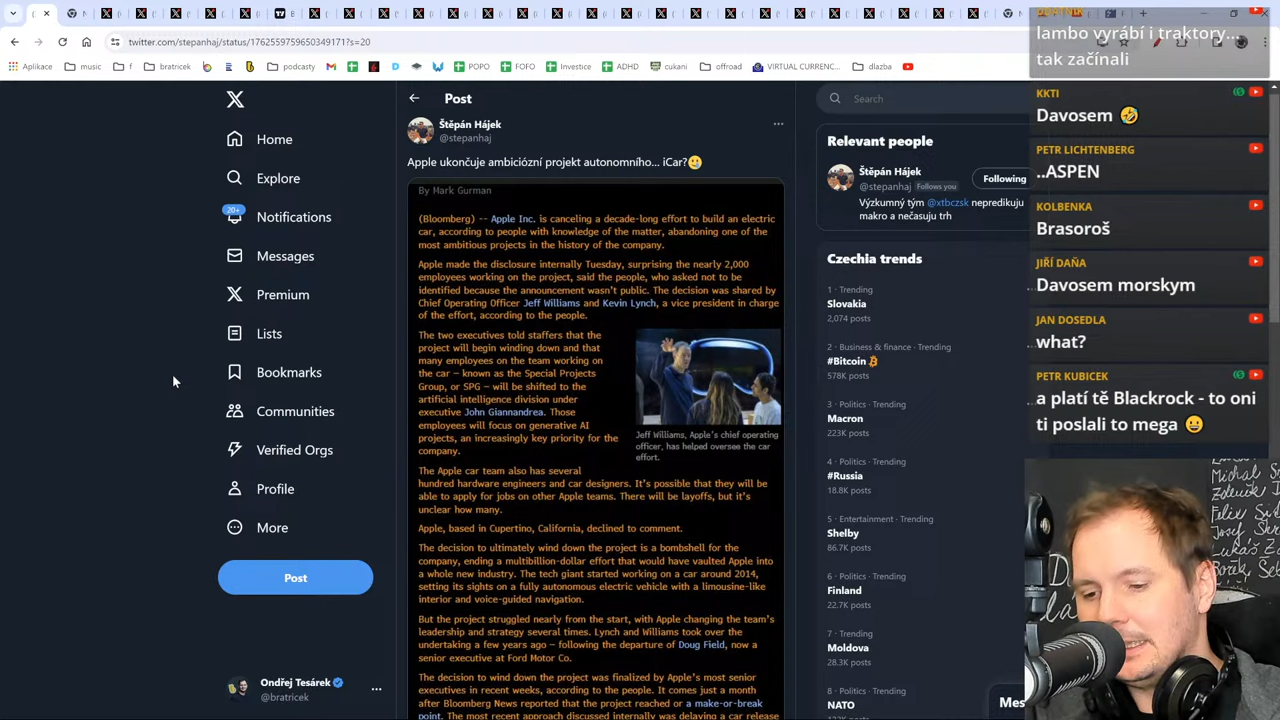 twitter.com/stepanhaj/status/1762559759650349171?s=20
Aplikace
music
f
bratricek
podcasty
POPO
FOFO
Investice
ADHD
cukani
offroad
VIRTUAL CURRENC...
dlazba
Home
Explore
20+
Notifications
Messages
Premium
Lists
Bookmarks
Communities
Verified Orgs
Profile
More
Post
Ondřej Tesárek
@bratricek
Post
Štěpán Hájek
@stepanhaj
Apple ukončuje ambiciózní projekt autonomního... iCar?
By Mark Gurman
(Bloomberg) -- Apple Inc. is canceling a decade-long effort to build an electric
car, according to people with knowledge of the matter, abandoning one of the
most ambitious projects in the history of the company.
Apple made the disclosure internally Tuesday, surprising the nearly 2,000
employees working on the project, said the people, who asked not to be
identified because the announcement wasn't public. The decision was shared by
Chief Operating Officer Jeff Williams and Kevin Lynch, a vice president in charge
of the effort, according to the people.
The two executives told staffers that the
project will begin winding down and that
many employees on the team working on
the car – known as the Special Projects
Group, or SPG – will be shifted to the
artificial intelligence division under
executive John Giannandrea. Those
employees will focus on generative AI
projects, an increasingly key priority for the
company.
Jeff Williams, Apple's chief operating
officer, has helped oversee the car
effort.
The Apple car team also has several
hundred hardware engineers and car designers. It's possible that they will be
able to apply for jobs on other Apple teams. There will be layoffs, but it's
unclear how many.
Apple, based in Cupertino, California, declined to comment.
The decision to ultimately wind down the project is a bombshell for the
company, ending a multibillion-dollar effort that would have vaulted Apple into
a whole new industry. The tech giant started working on a car around 2014,
setting its sights on a fully autonomous electric vehicle with a limousine-like
interior and voice-guided navigation.
But the project struggled nearly from the start, with Apple changing the team's
leadership and strategy several times. Lynch and Williams took over the
undertaking a few years ago – following the departure of Doug Field, now a
senior executive at Ford Motor Co.
The decision to wind down the project was finalized by Apple's most senior
executives in recent weeks, according to the people. It comes just a month
after Bloomberg News reported that the project reached or a make-or-break
point. The most recent approach discussed internally was delaying a car release
Search
Relevant people
Štěpán Hájek
@stepanhaj Follows you
Following
Výzkumný tým @xtbczsk nepredikuju
makro a nečasuju trh
Czechia trends
1 · Trending
Slovakia
2,074 posts
2 · Business & finance · Trending
#Bitcoin
578K posts
3 · Politics · Trending
Macron
223K posts
4 · Politics · Trending
#Russia
18.8K posts
5 · Entertainment · Trending
Shelby
86.7K posts
6 · Politics · Trending
Finland
22.7K posts
7 · Trending
Moldova
28.3K posts
8 · Politics · Trending
NATO
Mes
lambo vyrábí i traktory...
tak začínali
KKTI
Davosem
PETR LICHTENBERG
..ASPEN
KOLBENKA
Brasoroš
JIŘÍ DAŇA
Davosem morskym
JAN DOSEDLA
what?
PETR KUBICEK
a platí tě Blackrock - to oni
ti poslali to mega